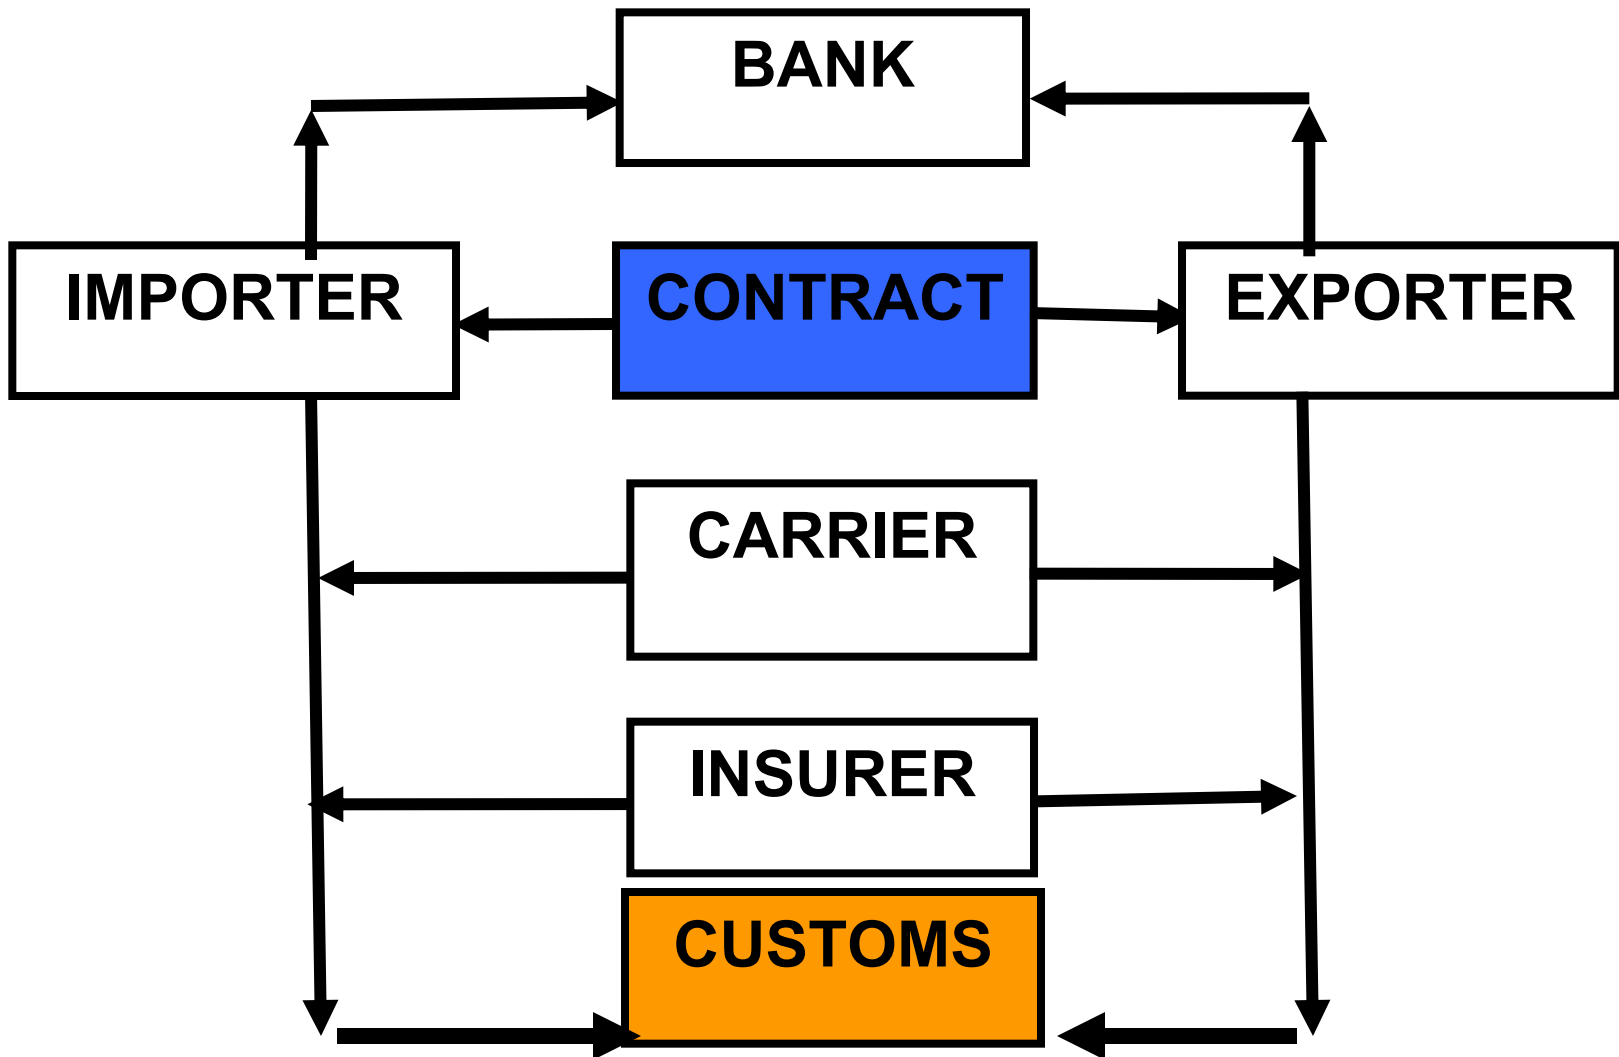 BANK
IMPORTER
CONTRACT
EXPORTER
CARRIER
INSURER
CUSTOMS